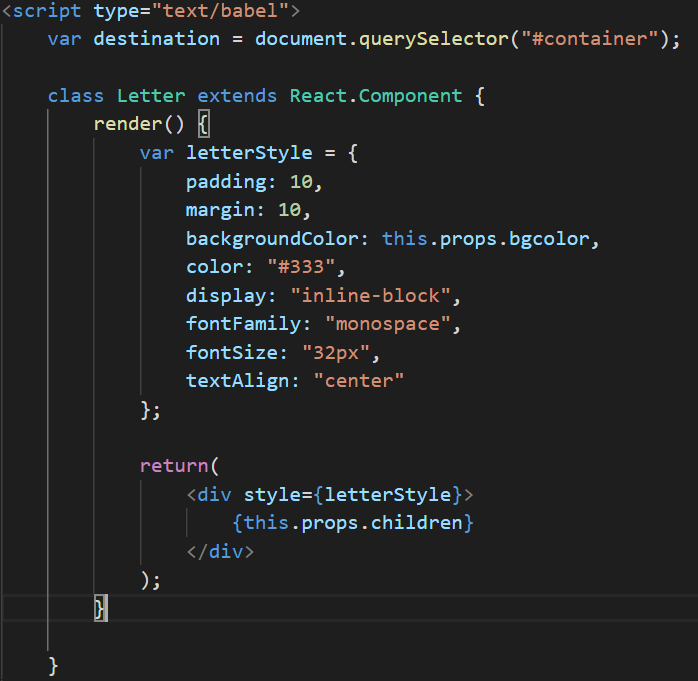 <script type="text/babel">
    var destination = document.querySelector("#container");

    class Letter extends React.Component {
        render() {
            var letterStyle = {
                padding: 10,
                margin: 10,
                backgroundColor: this.props.bgcolor,
                color: "#333",
                display: "inline-block",
                fontFamily: "monospace",
                fontSize: "32px",
                textAlign: "center"
            };

            return(
                <div style={letterStyle}>
                    {this.props.children}
                </div>
            );
        }

    }